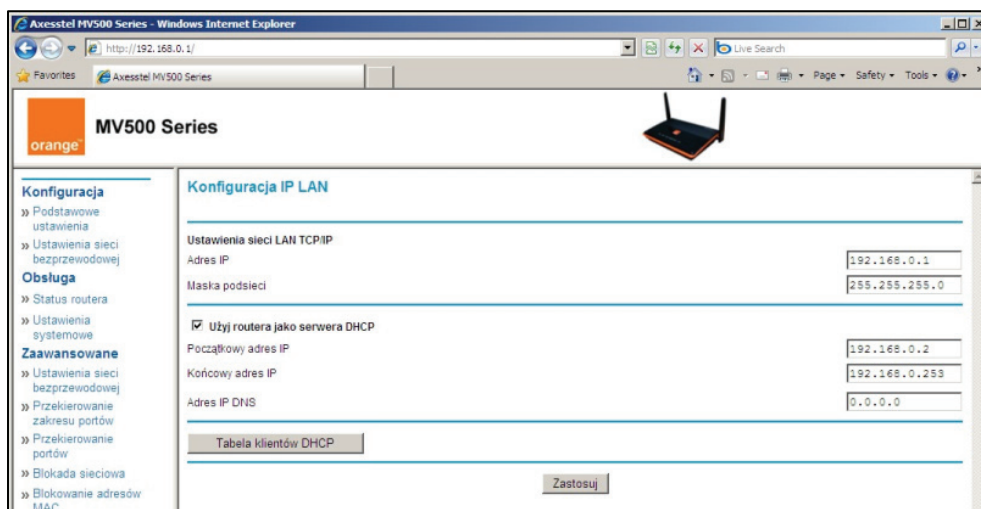 Axesstel MV500 Series - Windows Internet Explorer
http://192.168.0.1/
Live Search
Favorites
Axesstel MV500 Series
Page
Safety
Tools
orange™
MV500 Series
Konfiguracja
» Podstawowe
ustawienia
» Ustawienia sieci
bezprzewodowej
Obsługa
» Status routera
» Ustawienia
systemowe
Zaawansowane
» Ustawienia sieci
bezprzewodowej
» Przekierowanie
zakresu portów
» Przekierowanie
portów
» Blokada sieciowa
» Blokowanie adresów
MAC
Konfiguracja IP LAN
Ustawienia sieci LAN TCP/IP
Adres IP 192.168.0.1
Maska podsieci 255.255.255.0
Użyj routera jako serwera DHCP
Początkowy adres IP 192.168.0.2
Końcowy adres IP 192.168.0.253
Adres IP DNS 0.0.0.0
Tabela klientów DHCP
Zastosuj